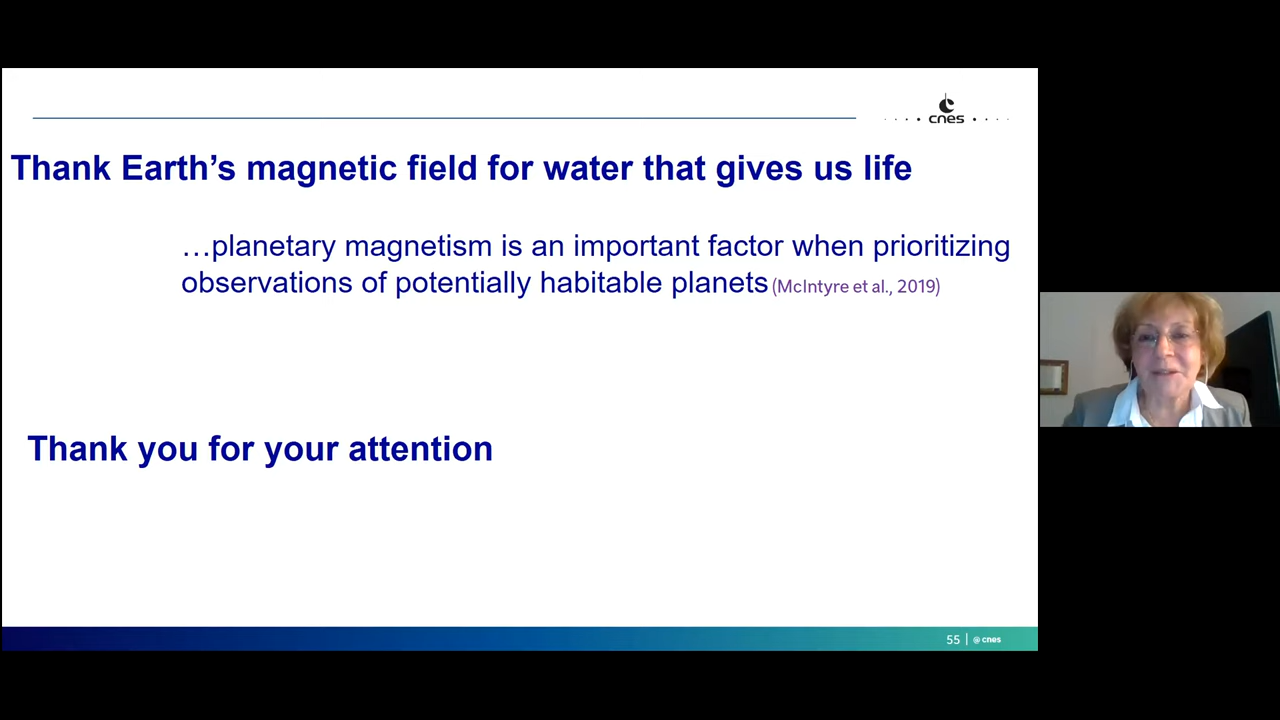 cnes
Thank Earth’s magnetic field for water that gives us life
…planetary magnetism is an important factor when prioritizing
observations of potentially habitable planets (McIntyre et al., 2019)
Thank you for your attention
55 | @ cnes